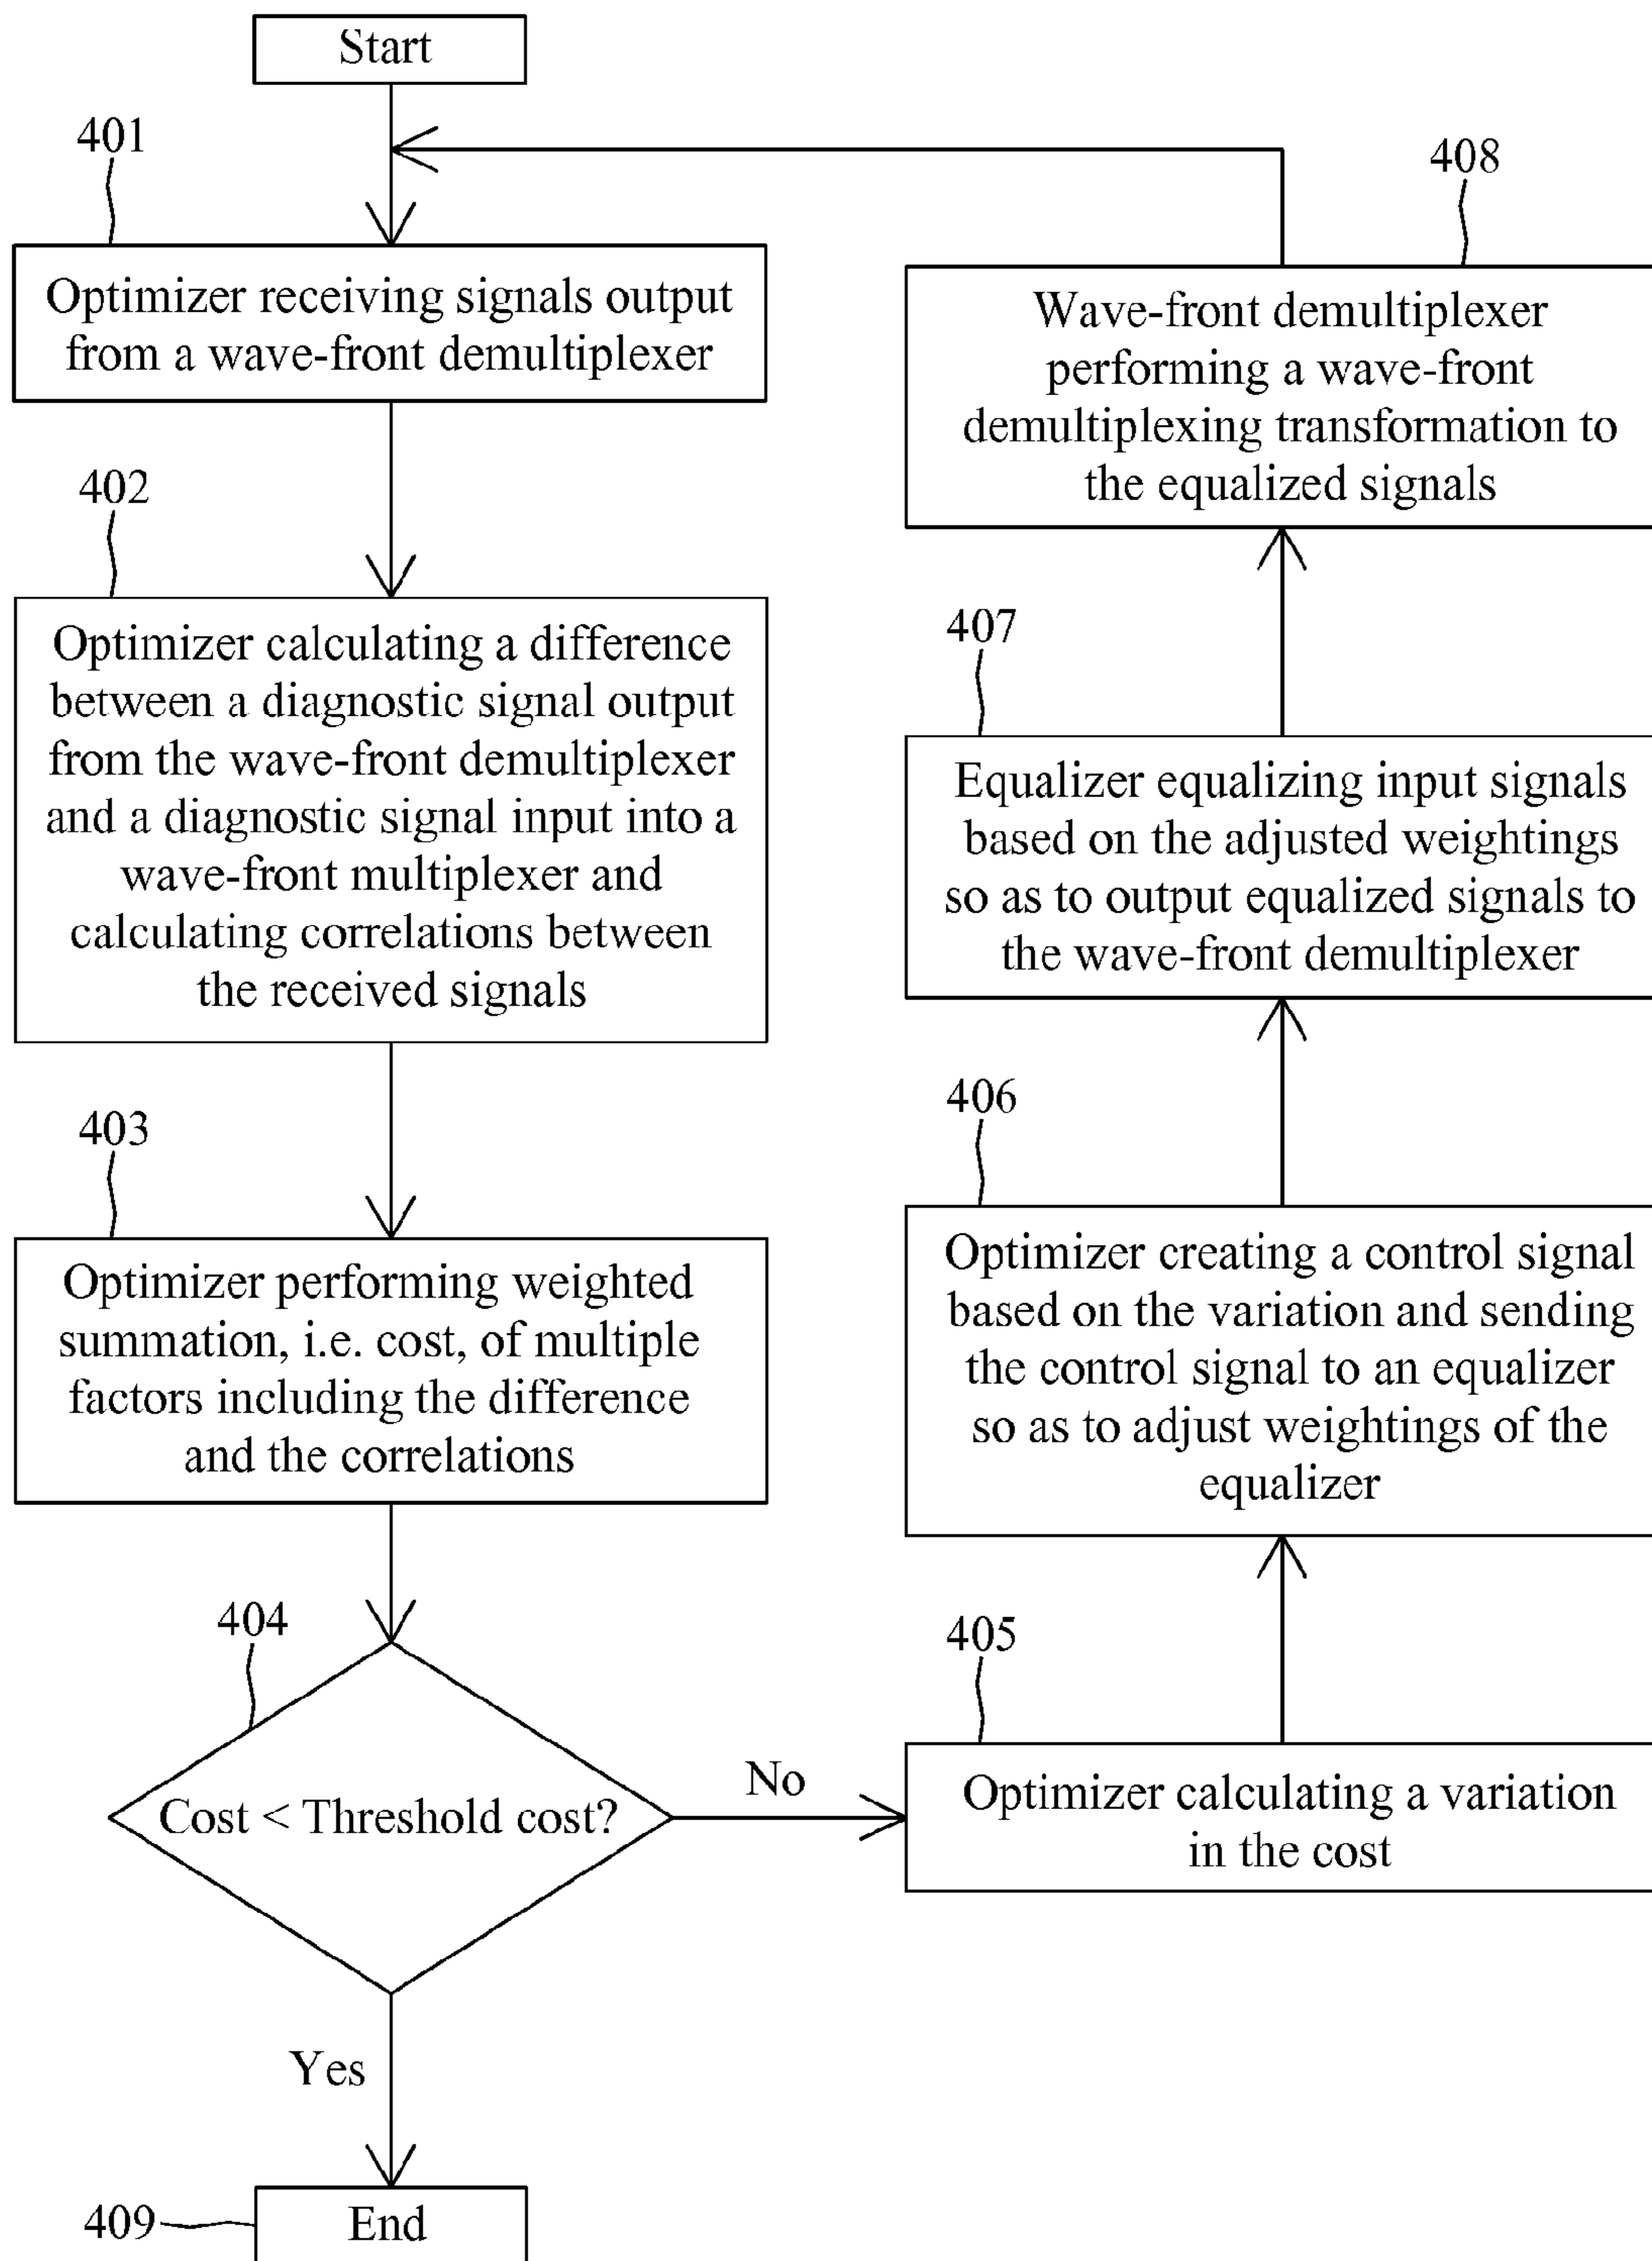 Start
401
Optimizer receiving signals output
from a wave-front demultiplexer
402
Optimizer calculating a difference
between a diagnostic signal output
from the wave-front demultiplexer
and a diagnostic signal input into a
wave-front multiplexer and
calculating correlations between
the received signals
403
Optimizer performing weighted
summation, i.e. cost, of multiple
factors including the difference
and the correlations
404
Cost < Threshold cost?
No
Yes
405
Optimizer calculating a variation
in the cost
406
Optimizer creating a control signal
based on the variation and sending
the control signal to an equalizer
so as to adjust weightings of the
equalizer
407
Equalizer equalizing input signals
based on the adjusted weightings
so as to output equalized signals to
the wave-front demultiplexer
408
Wave-front demultiplexer
performing a wave-front
demultiplexing transformation to
the equalized signals
409
End